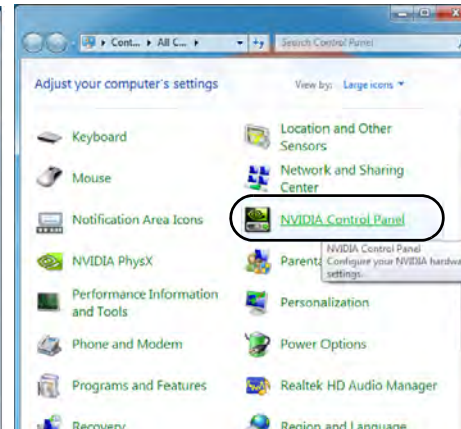 Cont... ▸ All C... ▸
Search Control Panel
Adjust your computer's settings
View by: Large icons
Keyboard
Location and Other
Sensors
Mouse
Network and Sharing
Center
Notification Area Icons
NVIDIA Control Panel
NVIDIA PhysX
Parent
NVIDIA Control Panel
Configure your NVIDIA hardwa
settings.
Performance Information
and Tools
Personalization
Phone and Modem
Power Options
Programs and Features
Realtek HD Audio Manager
Recovery
Region and Language